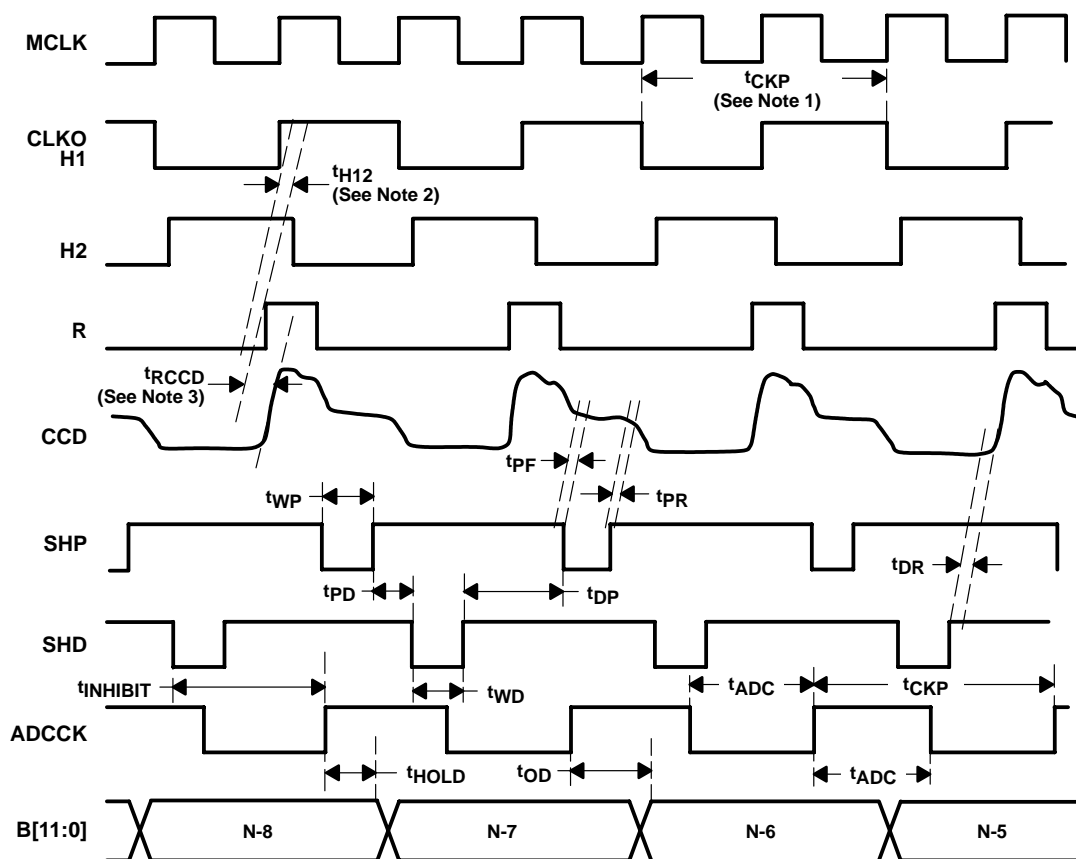 MCLK
tCKP
(See Note 1)
CLKO
H1
tH12
(See Note 2)
H2
R
tRCCD
(See Note 3)
CCD
tPF
tPR
tWP
SHP
tPD
tDP
tDR
SHD
tINHIBIT
tWD
tADC
tCKP
ADCCK
tHOLD
tOD
tADC
B[11:0]
N-8
N-7
N-6
N-5